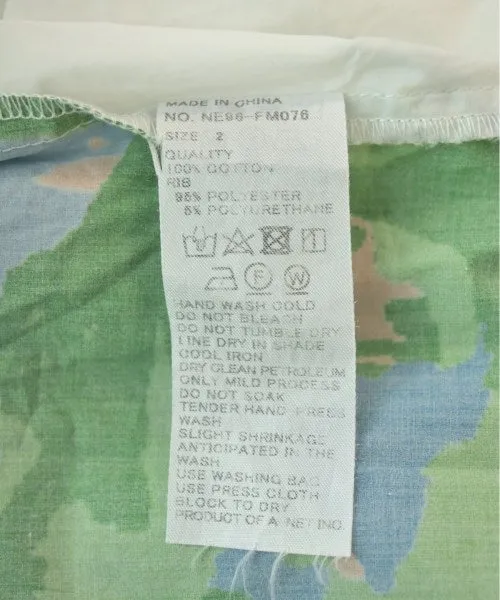 MADE IN CHINA
NO. NE96-FM076
SIZE 2
QUALITY
100% COTTON
RIB
95% POLYESTER
5% POLYURETHANE
F W
HAND WASH COLD
DO NOT BLEACH
DO NOT TUMBLE DRY
LINE DRY IN SHADE
COOL IRON
DRY CLEAN PETROLEUM
ONLY MILD PROCESS
DO NOT SOAK
TENDER HAND PRESS
WASH
SLIGHT SHRINKAGE
ANTICIPATED IN THE
WASH
USE WASHING BAG
USE PRESS CLOTH
BLOCK TO DRY
PRODUCT OF A-NET INC.